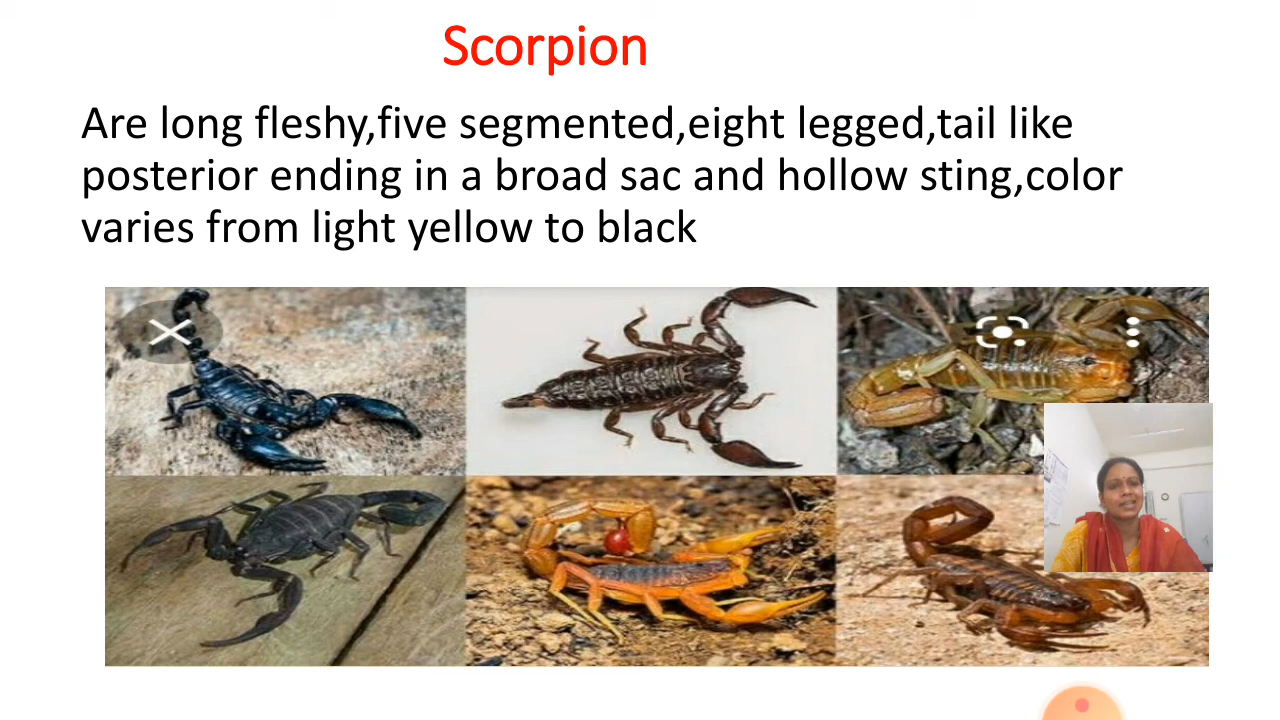 Scorpion
Are long fleshy,five segmented,eight legged,tail like
posterior ending in a broad sac and hollow sting,color
varies from light yellow to black